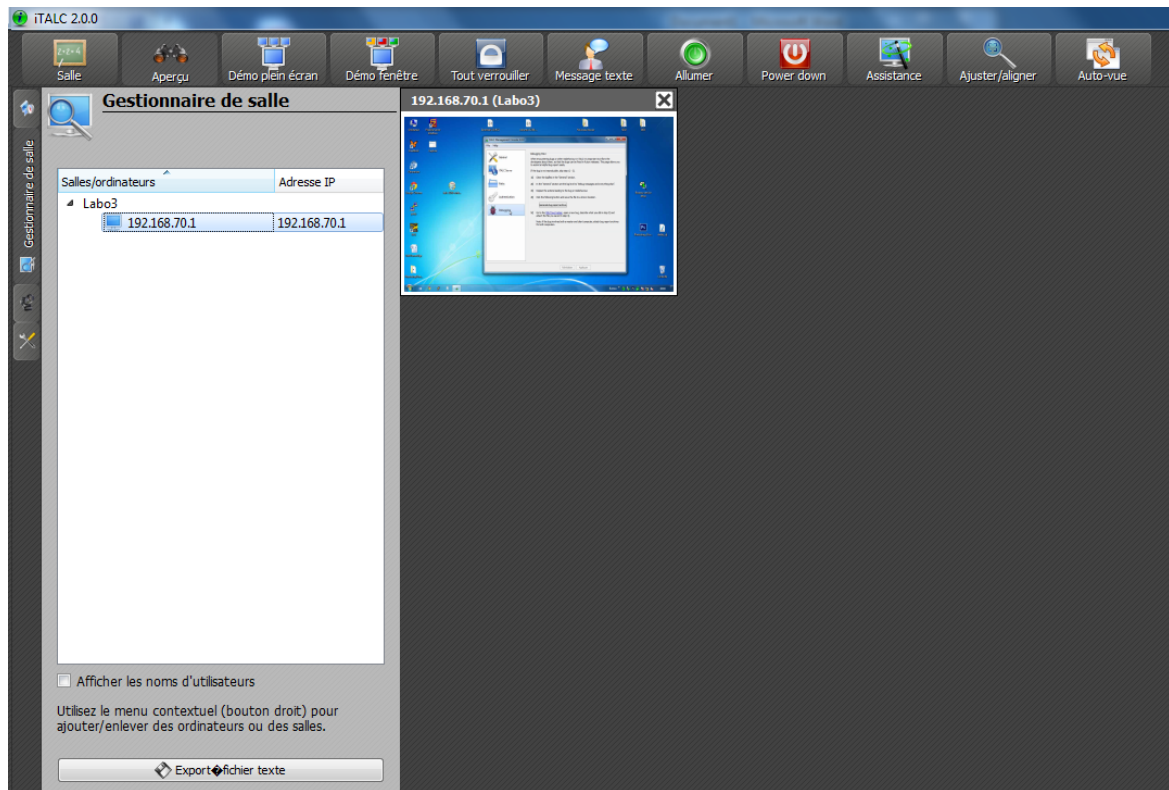 iTALC 2.0.0
Salle
Aperçu
Démo plein écran
Démo fenêtre
Tout verrouiller
Message texte
Allumer
Power down
Assistance
Ajuster/aligner
Auto-vue
Gestionnaire de salle
Gestionnaire de salle
Salles/ordinateurs Adresse IP
Labo3
192.168.70.1 192.168.70.1
Afficher les noms d'utilisateurs
Utilisez le menu contextuel (bouton droit) pour
ajouter/enlever des ordinateurs ou des salles.
Export�fichier texte
192.168.70.1 (Labo3)